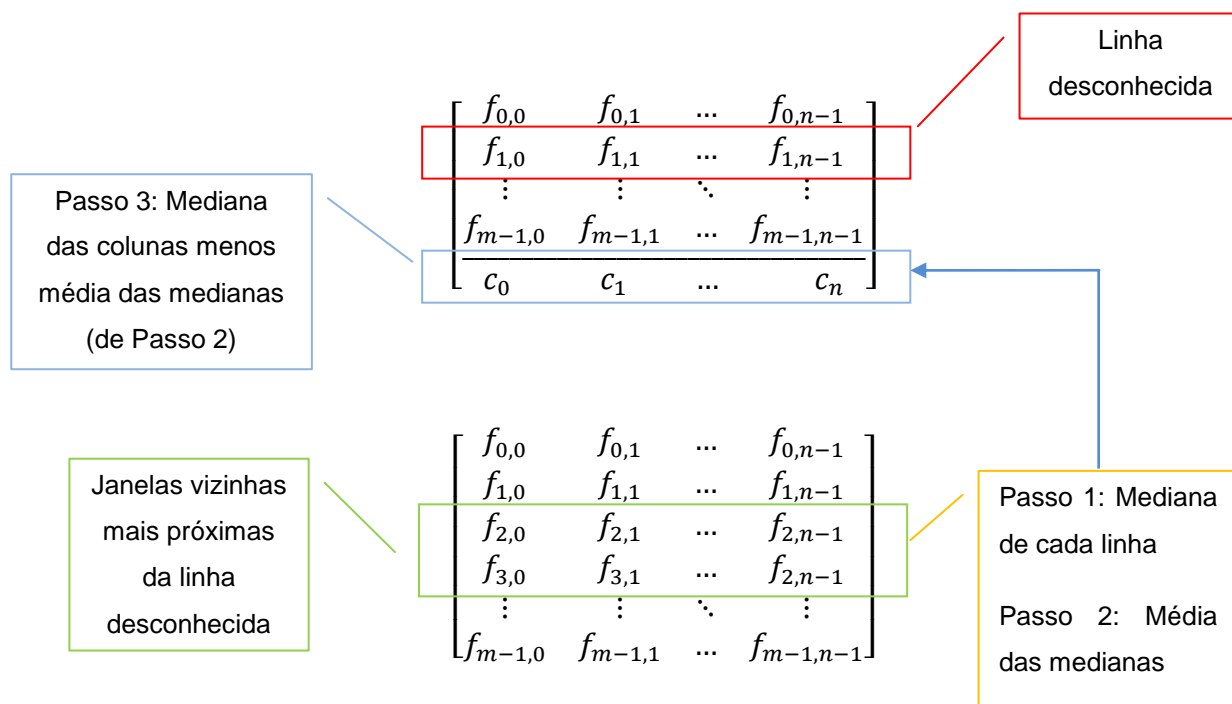 Linha
desconhecida
f0,0 f0,1 ... f0,n−1
f1,0 f1,1 ... f1,n−1
⋮ ⋮ ⋱ ⋮
fm−1,0 fm−1,1 ... fm−1,n−1
c0 c1 ... cn
Passo 3: Mediana
das colunas menos
média das medianas
(de Passo 2)
f0,0 f0,1 ... f0,n−1
f1,0 f1,1 ... f1,n−1
f2,0 f2,1 ... f2,n−1
f3,0 f3,1 ... f2,n−1
⋮ ⋮ ⋱ ⋮
fm−1,0 fm−1,1 ... fm−1,n−1
Janelas vizinhas
mais próximas
da linha
desconhecida
Passo 1: Mediana
de cada linha
Passo 2: Média
das medianas